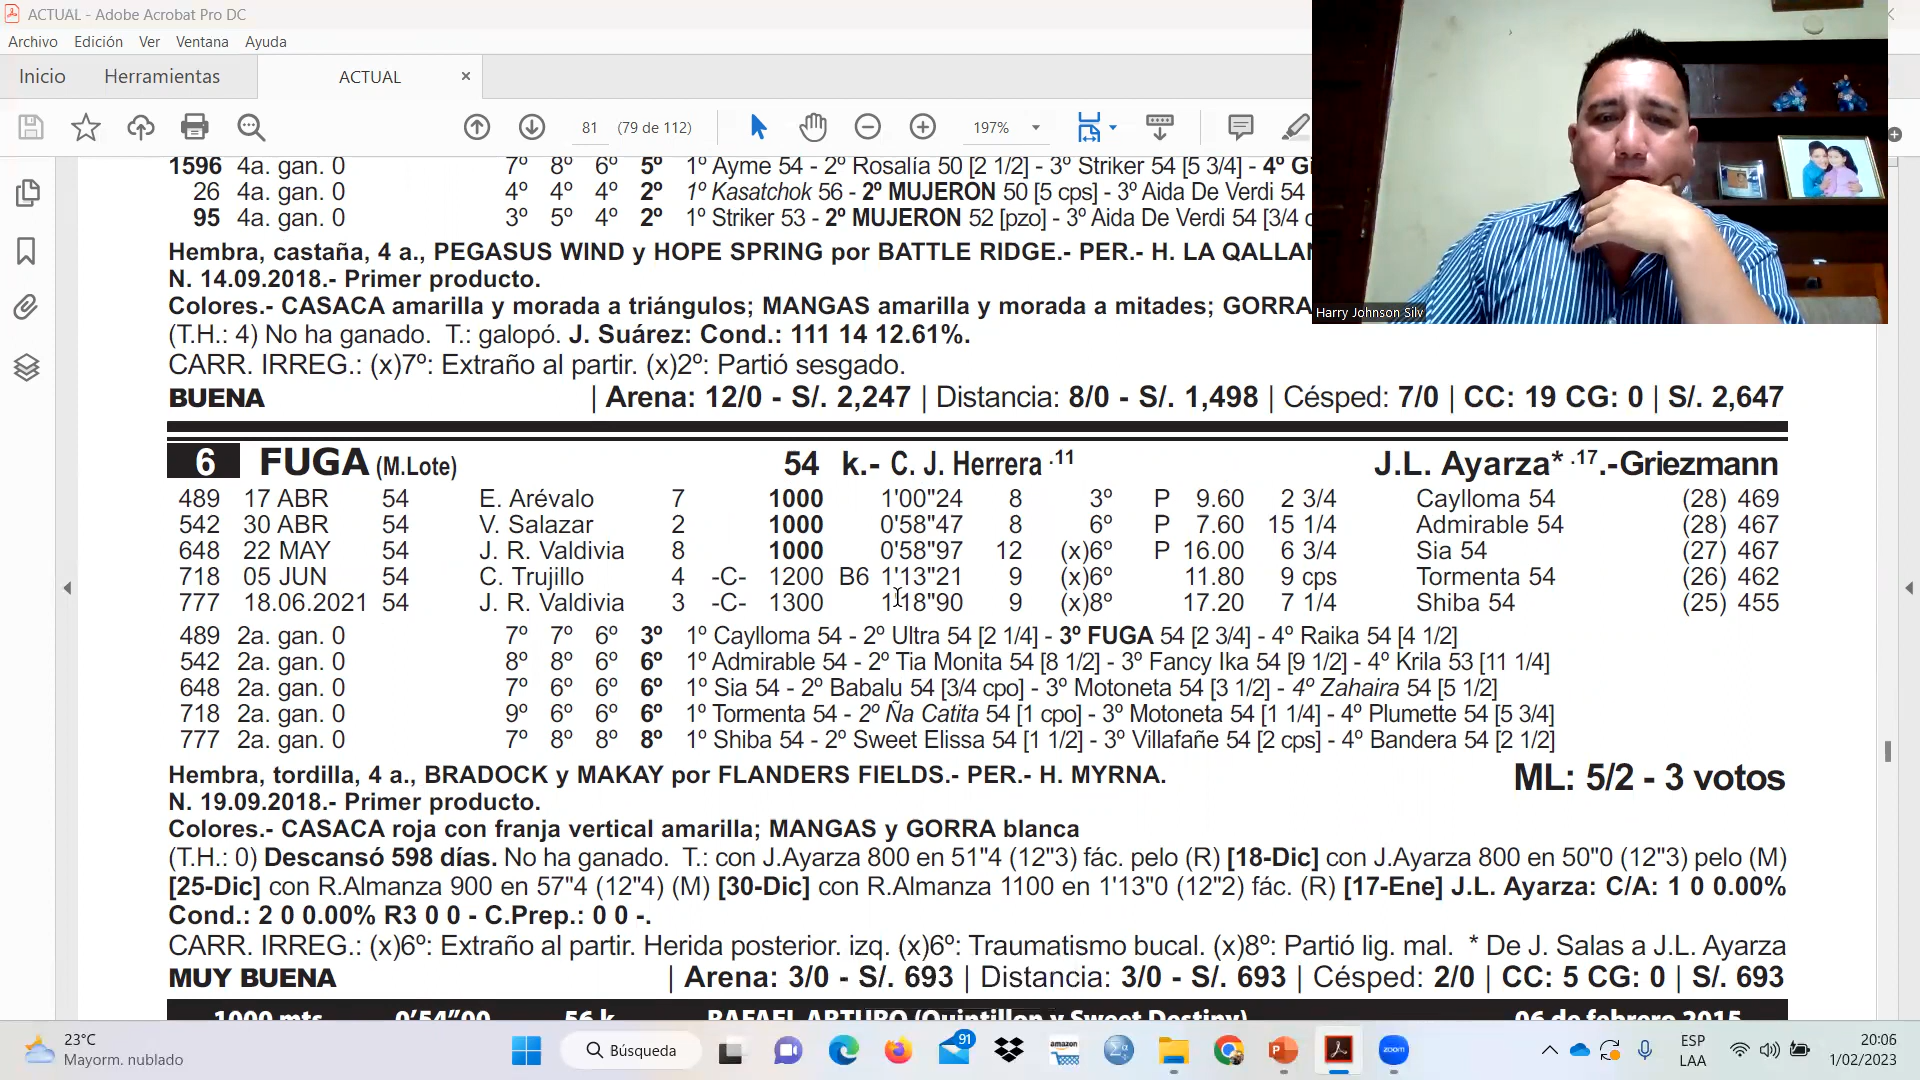 ACTUAL - Adobe Acrobat Pro DC
Archivo Edición Ver Ventana Ayuda
Inicio Herramientas ACTUAL ×
81 (79 de 112) 197%
1596 4a. gan. 0 7º 8º 6º 5º 1º Ayme 54 - 2º Rosalía 50 [2 1/2] - 3º Striker 54 [5 3/4] - 4º Gi
26 4a. gan. 0 4º 4º 4º 2º 1º Kasatchok 56 - 2º MUJERON 50 [5 cps] - 3º Aida De Verdi 54
95 4a. gan. 0 3º 5º 4º 2º 1º Striker 53 - 2º MUJERON 52 [pzo] - 3º Aida De Verdi 54 [3/4 c
Hembra, castaña, 4 a., PEGASUS WIND y HOPE SPRING por BATTLE RIDGE.- PER.- H. LA QALLAN
N. 14.09.2018.- Primer producto.
Colores.- CASACA amarilla y morada a triángulos; MANGAS amarilla y morada a mitades; GORRA
(T.H.: 4) No ha ganado. T.: galopó. J. Suárez: Cond.: 111 14 12.61%.
CARR. IRREG.: (x)7º: Extraño al partir. (x)2º: Partió sesgado.
BUENA | Arena: 12/0 - S/. 2,247 | Distancia: 8/0 - S/. 1,498 | Césped: 7/0 | CC: 19 CG: 0 | S/. 2,647
Harry Johnson Silv
6 FUGA (M.Lote) 54 k.- C. J. Herrera .11 J.L. Ayarza* .17.-Griezmann
489 17 ABR 54 E. Arévalo 7 1000 1'00"24 8 3º P 9.60 2 3/4 Caylloma 54 (28) 469
542 30 ABR 54 V. Salazar 2 1000 0'58"47 8 6º P 7.60 15 1/4 Admirable 54 (28) 467
648 22 MAY 54 J. R. Valdivia 8 1000 0'58"97 12 (x)6º P 16.00 6 3/4 Sia 54 (27) 467
718 05 JUN 54 C. Trujillo 4 -C- 1200 B6 1'13"21 9 (x)6º 11.80 9 cps Tormenta 54 (26) 462
777 18.06.2021 54 J. R. Valdivia 3 -C- 1300 1'18"90 9 (x)8º 17.20 7 1/4 Shiba 54 (25) 455
489 2a. gan. 0 7º 7º 6º 3º 1º Caylloma 54 - 2º Ultra 54 [2 1/4] - 3º FUGA 54 [2 3/4] - 4º Raika 54 [4 1/2]
542 2a. gan. 0 8º 8º 6º 6º 1º Admirable 54 - 2º Tia Monita 54 [8 1/2] - 3º Fancy Ika 54 [9 1/2] - 4º Krila 53 [11 1/4]
648 2a. gan. 0 7º 6º 6º 6º 1º Sia 54 - 2º Babalu 54 [3/4 cpo] - 3º Motoneta 54 [3 1/2] - 4º Zahaira 54 [5 1/2]
718 2a. gan. 0 9º 6º 6º 6º 1º Tormenta 54 - 2º Ña Catita 54 [1 cpo] - 3º Motoneta 54 [1 1/4] - 4º Plumette 54 [5 3/4]
777 2a. gan. 0 7º 8º 8º 8º 1º Shiba 54 - 2º Sweet Elissa 54 [1 1/2] - 3º Villafañe 54 [2 cps] - 4º Bandera 54 [2 1/2]
Hembra, tordilla, 4 a., BRADOCK y MAKAY por FLANDERS FIELDS.- PER.- H. MYRNA. ML: 5/2 - 3 votos
N. 19.09.2018.- Primer producto.
Colores.- CASACA roja con franja vertical amarilla; MANGAS y GORRA blanca
(T.H.: 0) Descansó 598 días. No ha ganado. T.: con J.Ayarza 800 en 51"4 (12"3) fác. pelo (R) [18-Dic] con J.Ayarza 800 en 50"0 (12"3) pelo (M)
[25-Dic] con R.Almanza 900 en 57"4 (12"4) (M) [30-Dic] con R.Almanza 1100 en 1'13"0 (12"2) fác. (R) [17-Ene] J.L. Ayarza: C/A: 1 0 0.00%
Cond.: 2 0 0.00% R3 0 0 - C.Prep.: 0 0 -.
CARR. IRREG.: (x)6º: Extraño al partir. Herida posterior. izq. (x)6º: Traumatismo bucal. (x)8º: Partió lig. mal. * De J. Salas a J.L. Ayarza
MUY BUENA | Arena: 3/0 - S/. 693 | Distancia: 3/0 - S/. 693 | Césped: 2/0 | CC: 5 CG: 0 | S/. 693
1000 mts 0'54"00 56 k RAFAEL ARTURO (Quintillon y Sweet Destiny) 06 de febrero 2015
23°C
Mayorm. nublado
Búsqueda
91
amazon
zoom
ESP
LAA
20:06
1/02/2023